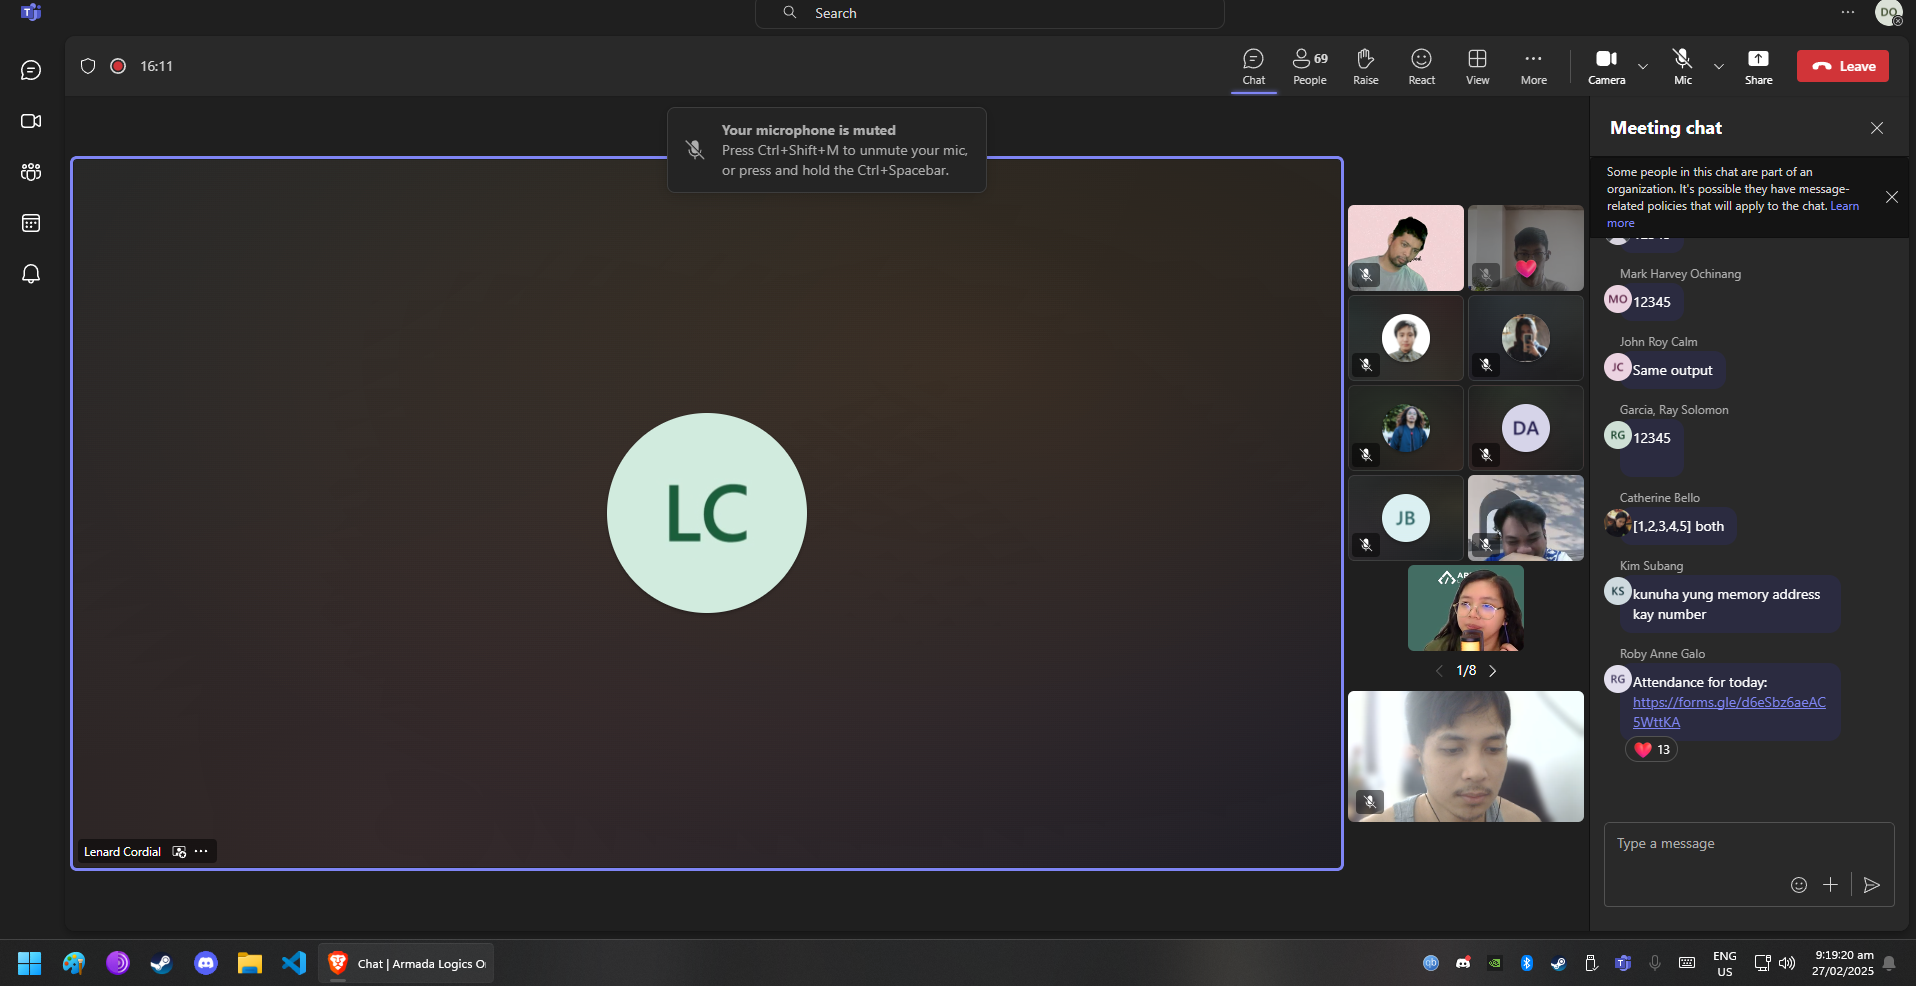 Search
DO
16:11
Chat
69
People
Raise
React
View
More
Camera
Mic
Share
Leave
Your microphone is muted
Press Ctrl+Shift+M to unmute your mic,
or press and hold the Ctrl+Spacebar.
LC
Lenard Cordial
DA
JB
1/8
Meeting chat
Some people in this chat are part of an
organization. It's possible they have message-
related policies that will apply to the chat. Learn
more
Mark Harvey Ochinang
MO
12345
John Roy Calm
JC
Same output
Garcia, Ray Solomon
RG
12345
Catherine Bello
[1,2,3,4,5] both
Kim Subang
KS
kunuha yung memory address
kay number
Roby Anne Galo
RG
Attendance for today:
https://forms.gle/d6eSbz6aeAC
5WttKA
13
Type a message
Chat | Armada Logics
ENG
US
9:19:20 am
27/02/2025